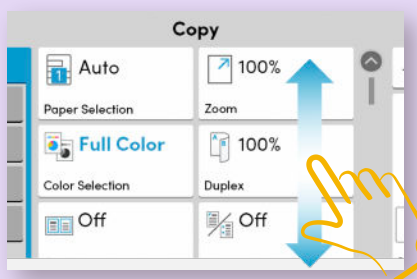 Copy
Auto
100%
Paper Selection
Zoom
Full Color
100%
Color Selection
Duplex
Off
Off